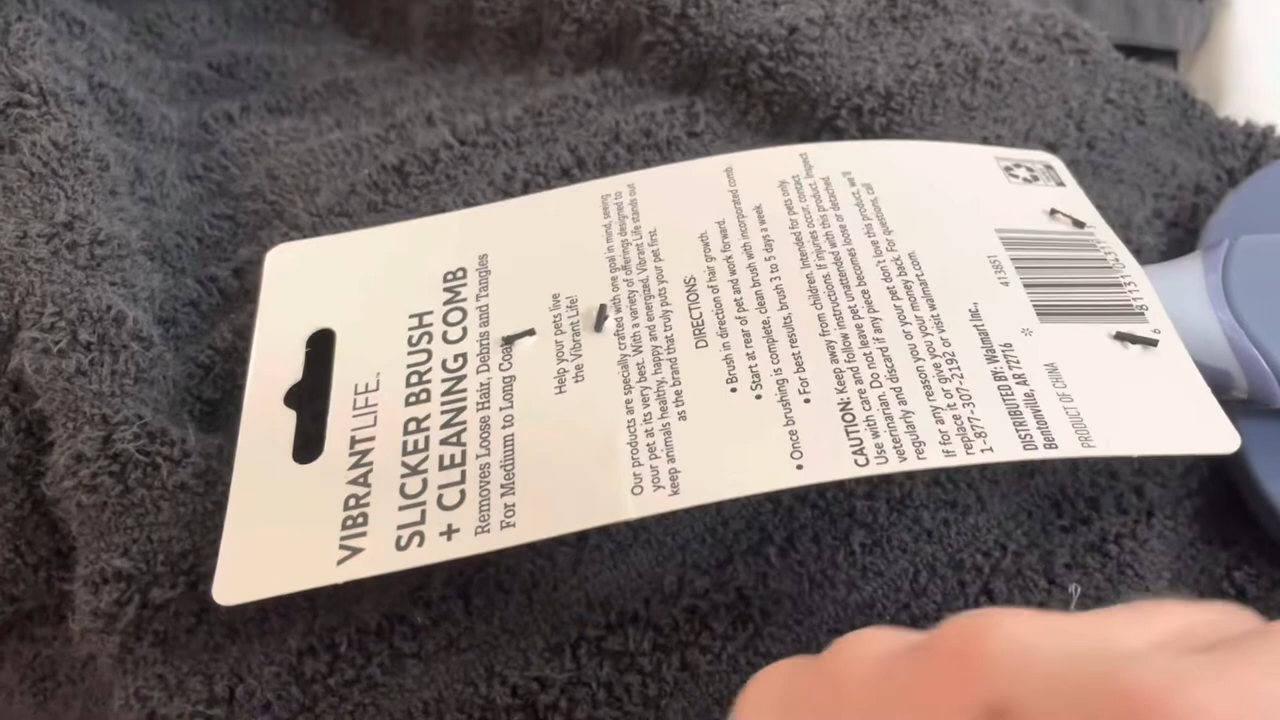 VIBRANTLIFE™
SLICKER BRUSH
+ CLEANING COMB
Removes Loose Hair, Debris and Tangles
For Medium to Long Coats
Help your pets live
the Vibrant Life!
Our products are specially crafted with one goal in mind, seeing
your pet at its very best. With a variety of offerings designed to
keep animals healthy, happy and energized, Vibrant Life stands out
as the brand that truly puts your pet first.
DIRECTIONS:
• Brush in direction of hair growth.
• Start at rear of pet and work forward.
• Once brushing is complete, clean brush with incorporated comb.
• For best results, brush 3 to 5 days a week.
CAUTION: Keep away from children. Intended for pets only.
Use with care and follow instructions. If injuries occur, contact
veterinarian. Do not leave pet unattended with this product. Inspect
regularly and discard if any piece becomes loose or detached.
If for any reason you or your pet don't love this product, we'll
replace it or give you your money back. For questions, call
1-877-307-2192 or visit walmart.com.
DISTRIBUTED BY: Walmart Inc.,
Bentonville, AR 72716
PRODUCT OF CHINA
413851
6